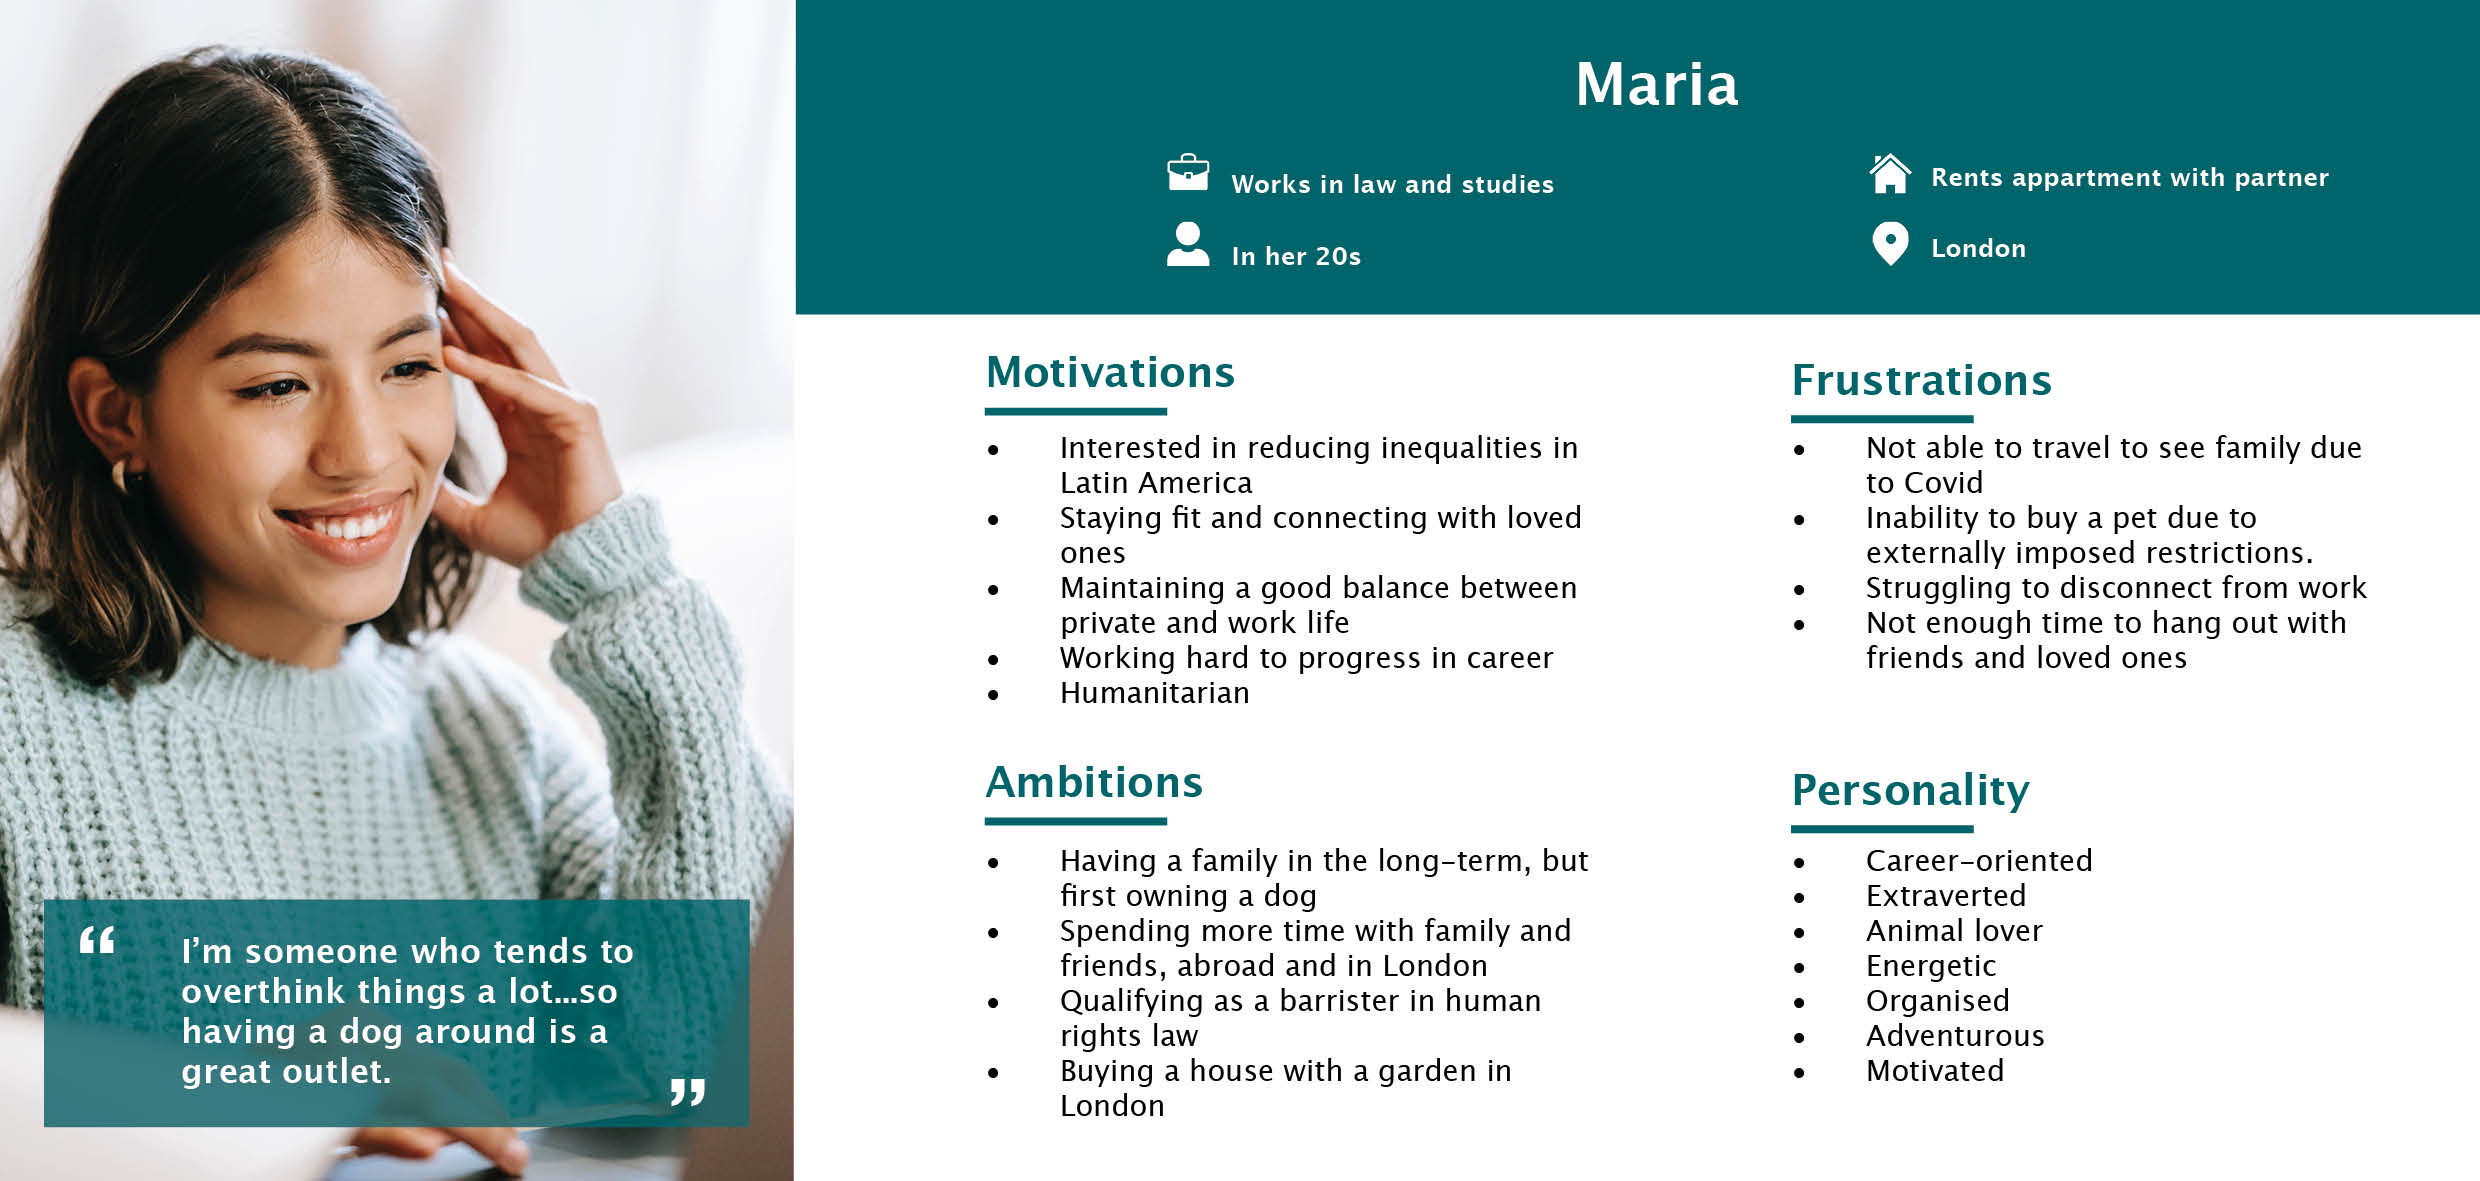 Maria
Works in law and studies
In her 20s
Rents appartment with partner
London
Motivations
• Interested in reducing inequalities in
Latin America
• Staying fit and connecting with loved
ones
• Maintaining a good balance between
private and work life
• Working hard to progress in career
• Humanitarian
Frustrations
• Not able to travel to see family due
to Covid
• Inability to buy a pet due to
externally imposed restrictions.
• Struggling to disconnect from work
• Not enough time to hang out with
friends and loved ones
Ambitions
• Having a family in the long-term, but
first owning a dog
• Spending more time with family and
friends, abroad and in London
• Qualifying as a barrister in human
rights law
• Buying a house with a garden in
London
Personality
• Career-oriented
• Extraverted
• Animal lover
• Energetic
• Organised
• Adventurous
• Motivated
“ I’m someone who tends to
overthink things a lot...so
having a dog around is a
great outlet. ”